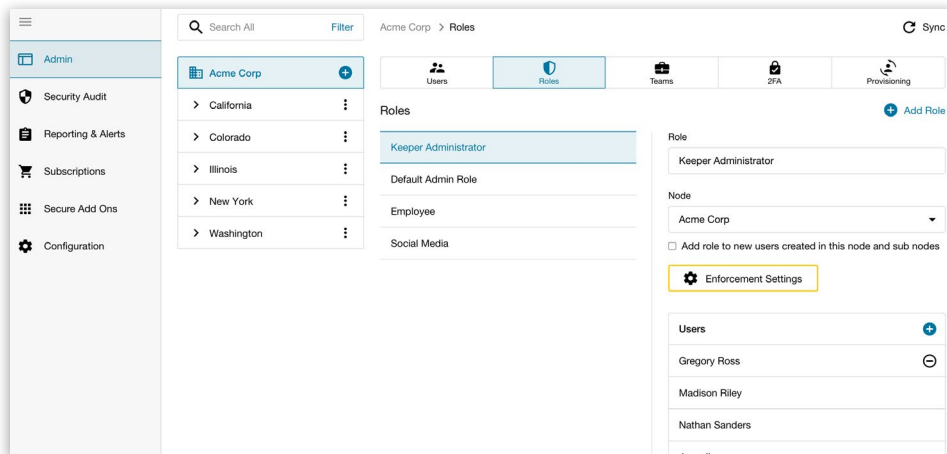 Search All
Filter
Acme Corp > Roles
Sync
Admin
Security Audit
Reporting & Alerts
Subscriptions
Secure Add Ons
Configuration
Acme Corp
California
Colorado
Illinois
New York
Washington
Users
Roles
Teams
2FA
Provisioning
Roles
Add Role
Keeper Administrator
Default Admin Role
Employee
Social Media
Role
Keeper Administrator
Node
Acme Corp
Add role to new users created in this node and sub nodes
Enforcement Settings
Users
Gregory Ross
Madison Riley
Nathan Sanders